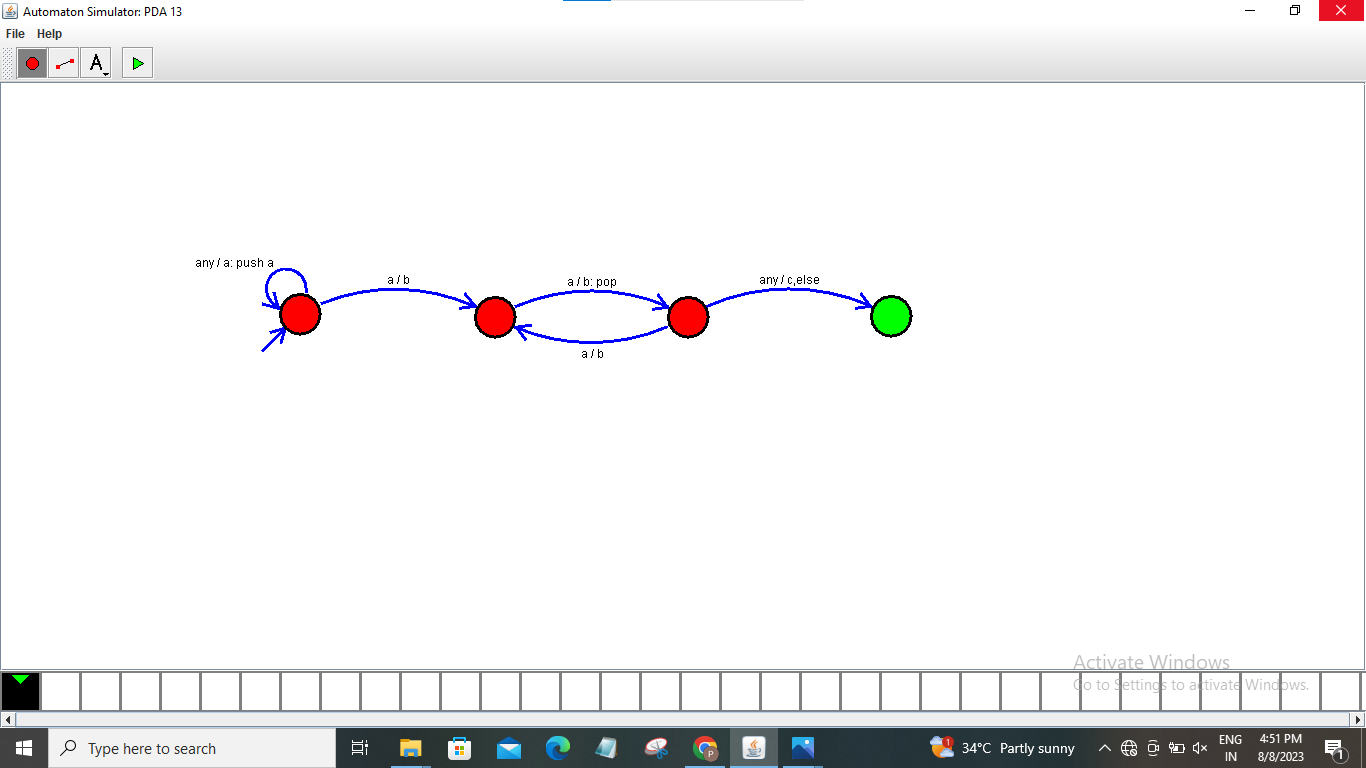 Automaton Simulator: PDA 13
File Help
A
any / a: push a
a / b
a / b: pop
any / c,else
a / b
Activate Windows
Go to Settings to activate Windows.
Type here to search
1
P
34°C Partly sunny
ENG
IN
4:51 PM
8/8/2023
1